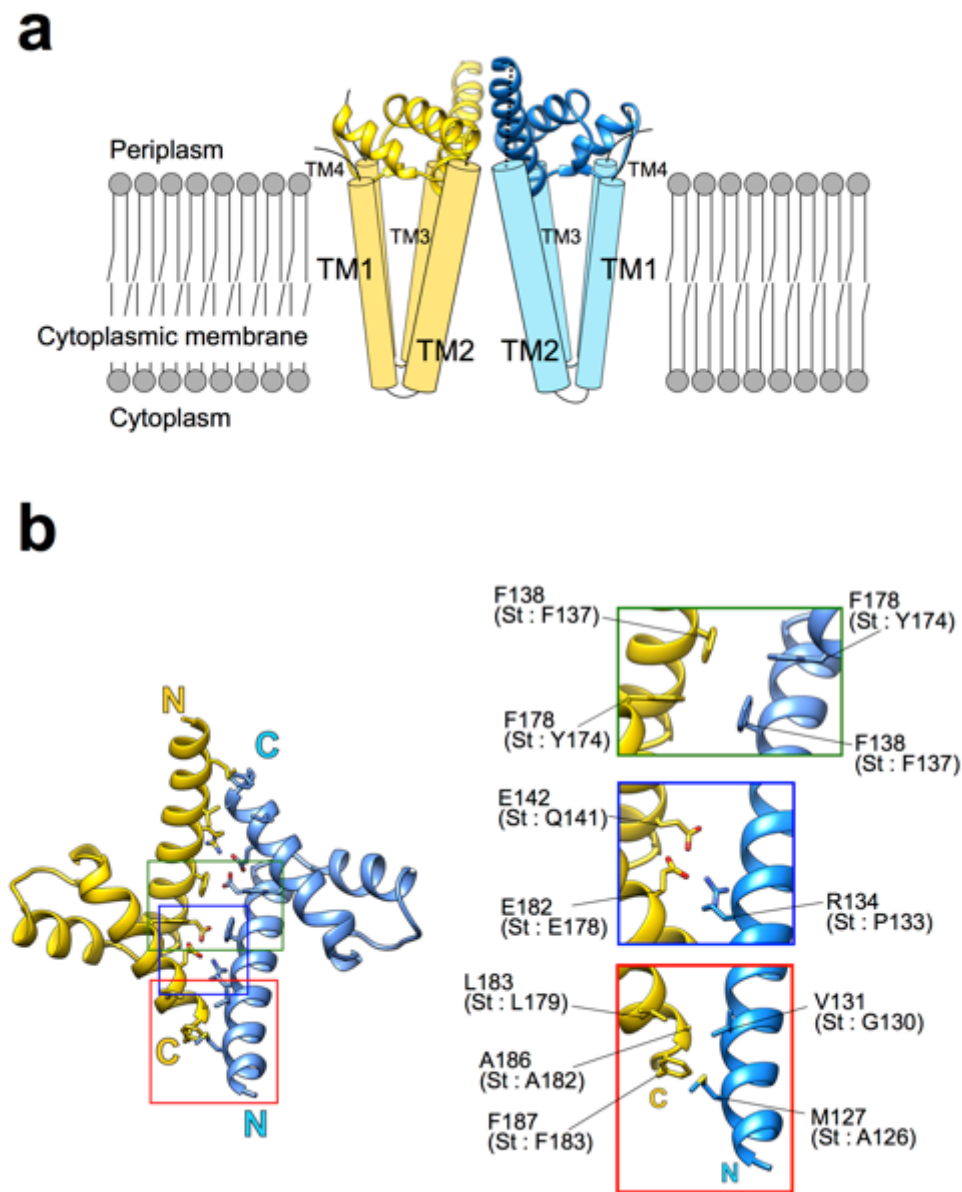 a
Periplasm
TM4
TM4
TM3
TM3
TM1
TM1
Cytoplasmic membrane
TM2
TM2
Cytoplasm
b
N
C
C
N
F138
(St : F137)
F178
(St : Y174)
F178
(St : Y174)
F138
(St : F137)
E142
(St : Q141)
E182
(St : E178)
R134
(St : P133)
L183
(St : L179)
V131
(St : G130)
A186
(St : A182)
F187
(St : F183)
C
M127
(St : A126)
N